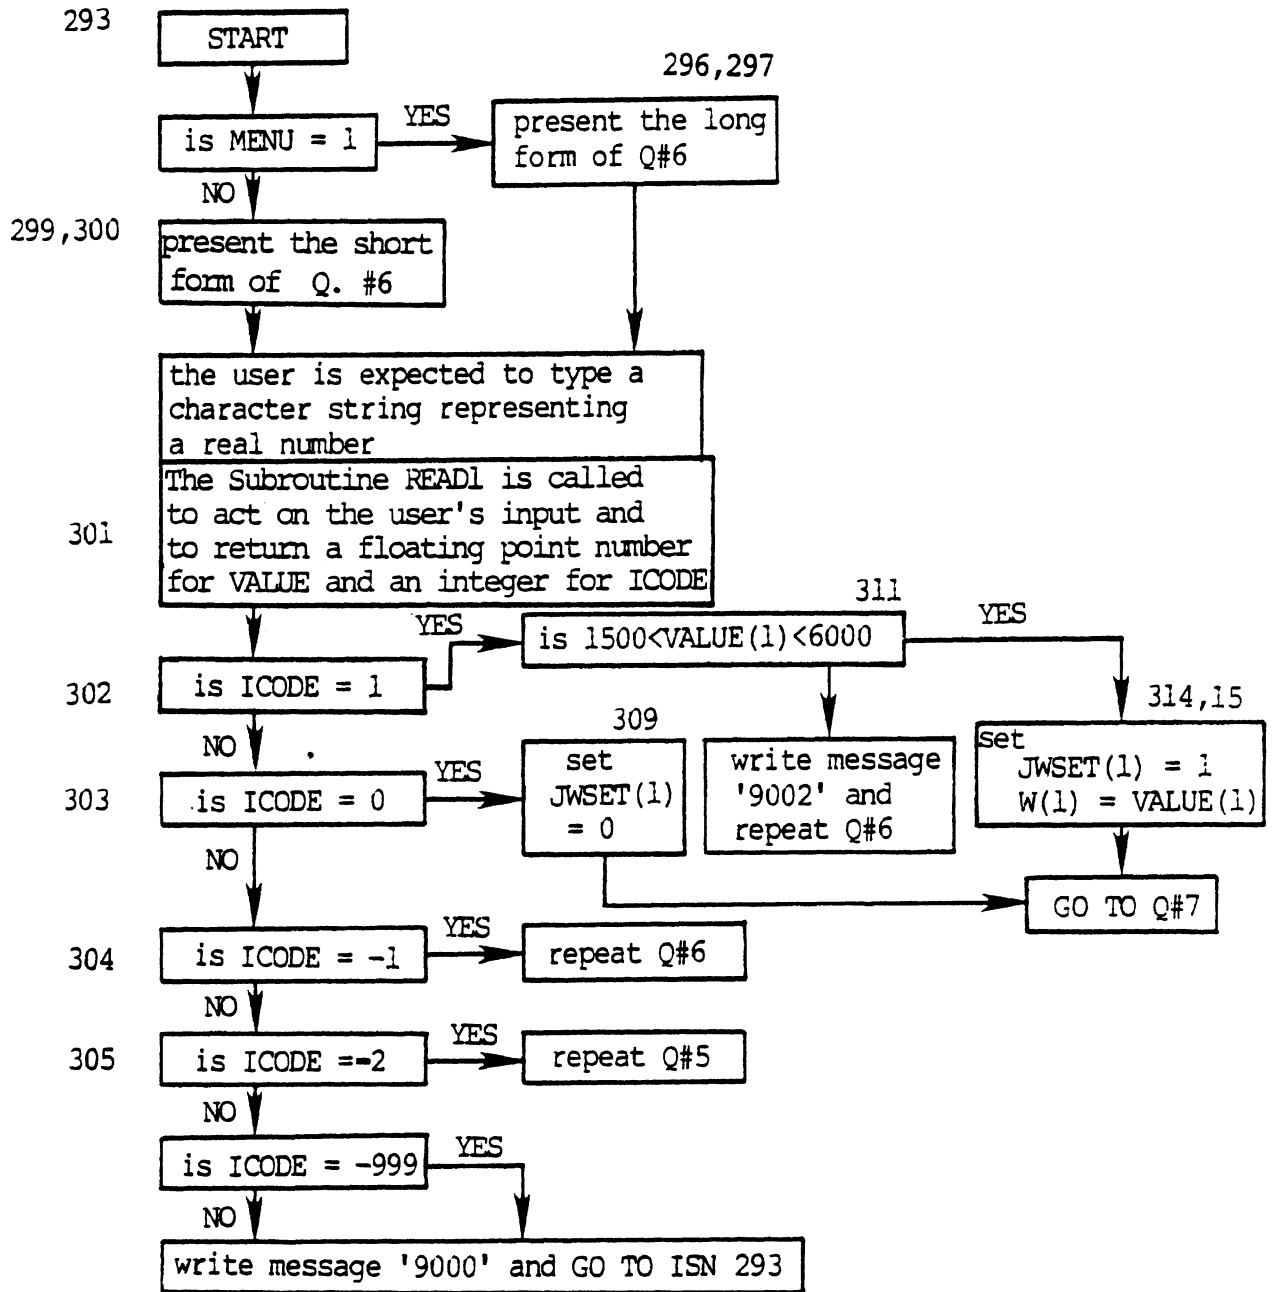 293
START
296,297
is MENU = 1
YES
present the long
form of Q#6
NO
299,300
present the short
form of Q. #6
the user is expected to type a
character string representing
a real number
301
The Subroutine READ1 is called
to act on the user's input and
to return a floating point number
for VALUE and an integer for ICODE
311
YES
is 1500<VALUE(1)<6000
YES
302
is ICODE = 1
314,15
NO
309
set
JWSET(1) = 1
W(1) = VALUE(1)
303
is ICODE = 0
YES
set
JWSET(1)
= 0
write message
'9002' and
repeat Q#6
NO
GO TO Q#7
304
is ICODE = -1
YES
repeat Q#6
NO
305
is ICODE =-2
YES
repeat Q#5
NO
is ICODE = -999
YES
NO
write message '9000' and GO TO ISN 293